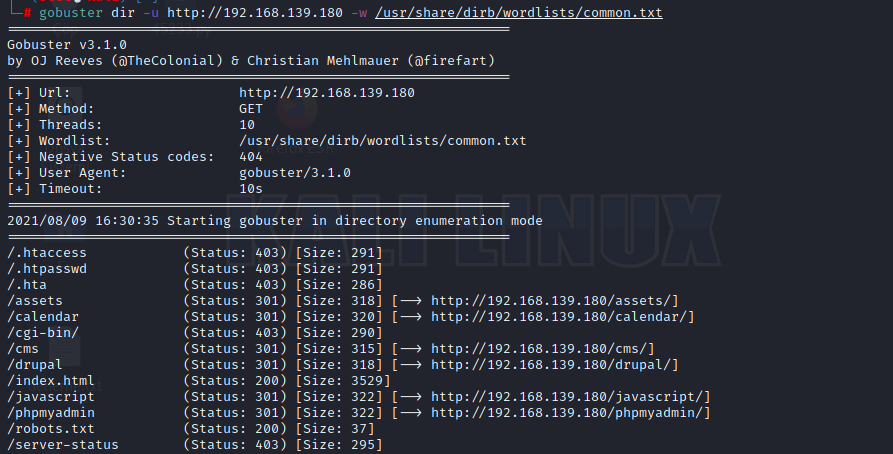 # gobuster dir -u http://192.168.139.180 -w /usr/share/dirb/wordlists/common.txt
Gobuster v3.1.0
by OJ Reeves (@TheColonial) & Christian Mehlmauer (@firefart)
[+] Url: http://192.168.139.180
[+] Method: GET
[+] Threads: 10
[+] Wordlist: /usr/share/dirb/wordlists/common.txt
[+] Negative Status codes: 404
[+] User Agent: gobuster/3.1.0
[+] Timeout: 10s
2021/08/09 16:30:35 Starting gobuster in directory enumeration mode
/.htaccess (Status: 403) [Size: 291]
/.htpasswd (Status: 403) [Size: 291]
/.hta (Status: 403) [Size: 286]
/assets (Status: 301) [Size: 318] [--> http://192.168.139.180/assets/]
/calendar (Status: 301) [Size: 320] [--> http://192.168.139.180/calendar/]
/cgi-bin/ (Status: 403) [Size: 290]
/cms (Status: 301) [Size: 315] [--> http://192.168.139.180/cms/]
/drupal (Status: 301) [Size: 318] [--> http://192.168.139.180/drupal/]
/index.html (Status: 200) [Size: 3529]
/javascript (Status: 301) [Size: 322] [--> http://192.168.139.180/javascript/]
/phpmyadmin (Status: 301) [Size: 322] [--> http://192.168.139.180/phpmyadmin/]
/robots.txt (Status: 200) [Size: 37]
/server-status (Status: 403) [Size: 295]
KALI LINUX